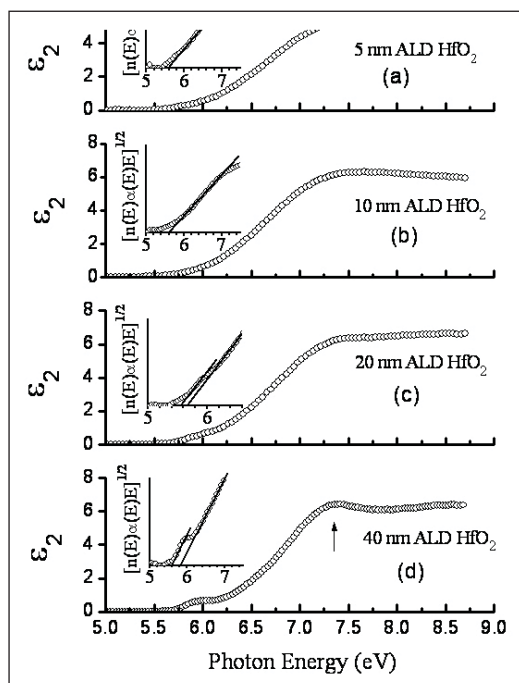 4
ε₂
2
0
[n(E)c
5 6 7
5 nm ALD HfO₂
(a)
8
6
ε₂
4
2
0
[n(E)α(E)E]^1/2
5 6 7
10 nm ALD HfO₂
(b)
8
6
ε₂
4
2
0
[n(E)α(E)E]^1/2
5 6
20 nm ALD HfO₂
(c)
8
6
ε₂
4
2
0
[n(E)α(E)E]^1/2
5 6 7
40 nm ALD HfO₂
(d)
5.0 5.5 6.0 6.5 7.0 7.5 8.0 8.5 9.0
Photon Energy (eV)